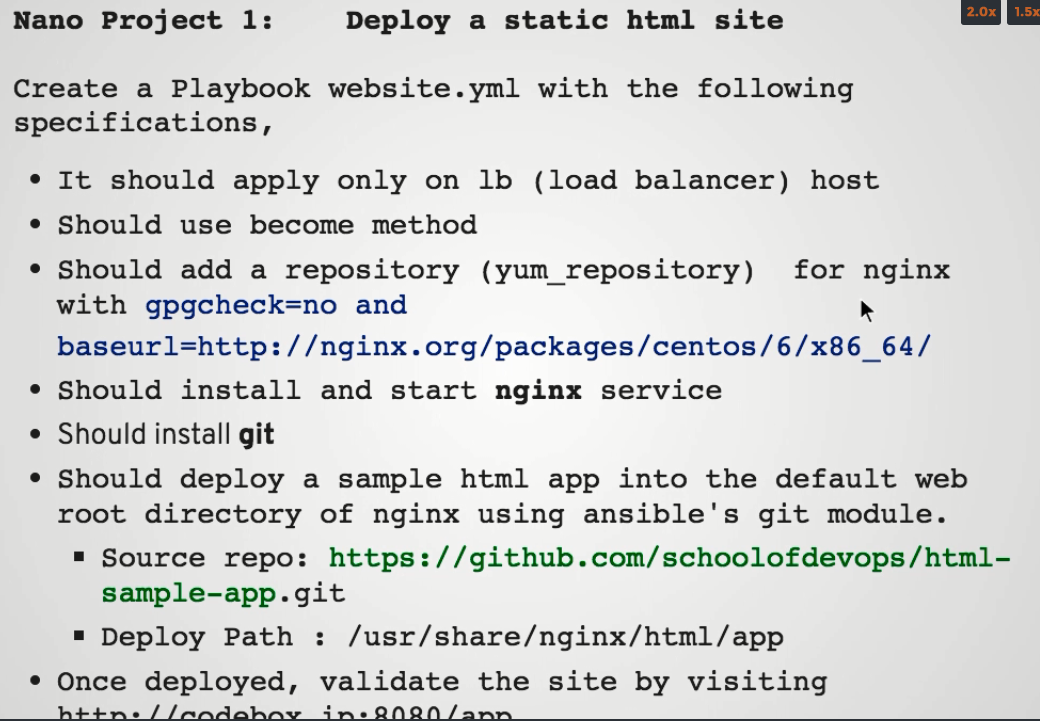 Nano Project 1: Deploy a static html site
2.0x 1.5x
Create a Playbook website.yml with the following
specifications,
• It should apply only on lb (load balancer) host
• Should use become method
• Should add a repository (yum_repository) for nginx
with gpgcheck=no and
baseurl=http://nginx.org/packages/centos/6/x86_64/
• Should install and start nginx service
• Should install git
• Should deploy a sample html app into the default web
root directory of nginx using ansible's git module.
▪ Source repo: https://github.com/schoolofdevops/html-
sample-app.git
▪ Deploy Path : /usr/share/nginx/html/app
• Once deployed, validate the site by visiting
http://codebox_ip:8080/app